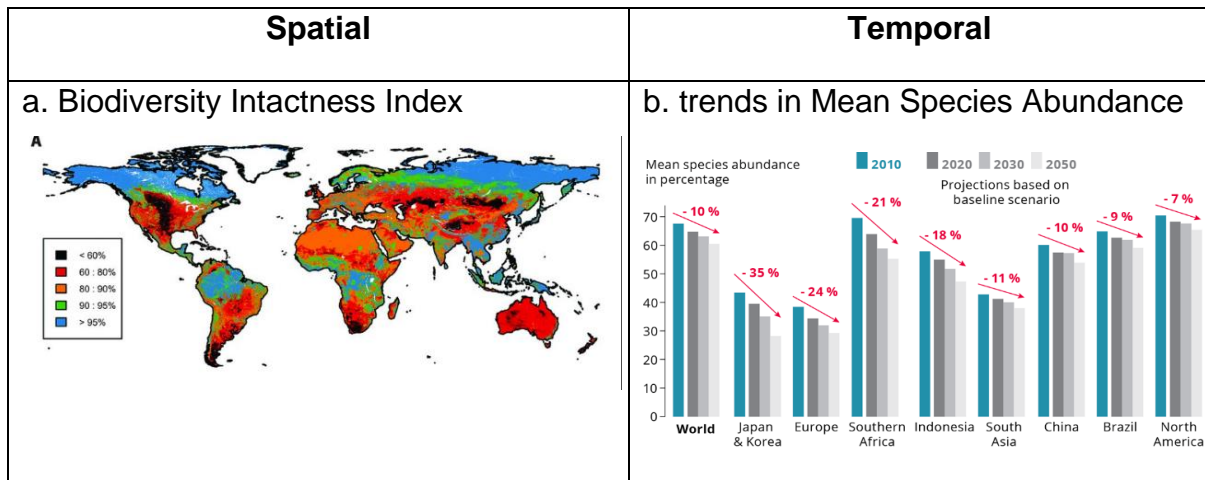 Spatial
Temporal
a. Biodiversity Intactness Index
A
< 60%
60 : 80%
80 : 90%
90 : 95%
> 95%
b. trends in Mean Species Abundance
Mean species abundance
in percentage
2010 2020 2030 2050
Projections based on
baseline scenario
70
60
50
40
30
20
10
0
- 10 %
- 35 %
- 24 %
- 21 %
- 18 %
- 11 %
- 10 %
- 9 %
- 7 %
World
Japan
& Korea
Europe
Southern
Africa
Indonesia
South
Asia
China
Brazil
North
America